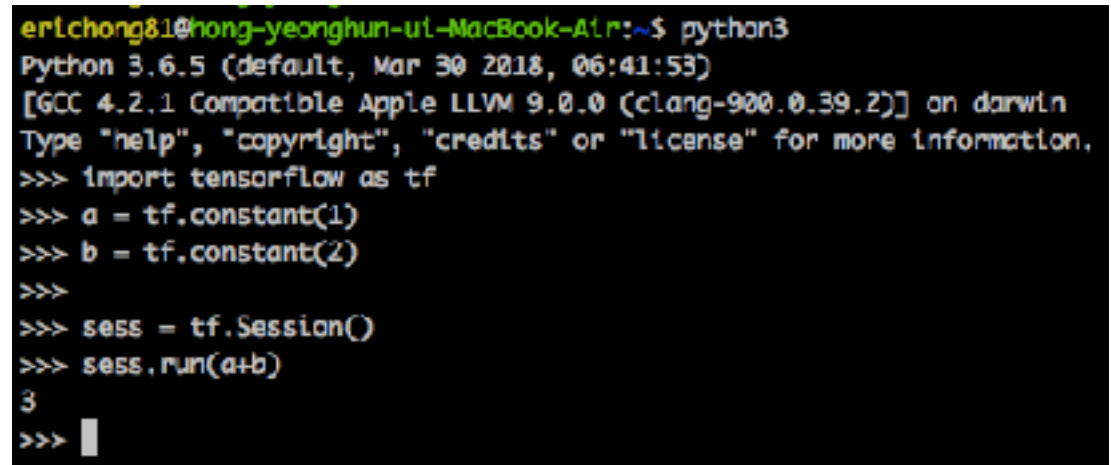 erichong81@hong-yeonghun-ui-MacBook-Air:~$ python3
Python 3.6.5 (default, Mar 30 2018, 06:41:53)
[GCC 4.2.1 Compatible Apple LLVM 9.0.0 (clang-900.0.39.2)] on darwin
Type "help", "copyright", "credits" or "license" for more information.
>>> import tensorflow as tf
>>> a = tf.constant(1)
>>> b = tf.constant(2)
>>>
>>> sess = tf.Session()
>>> sess.run(a+b)
3
>>>